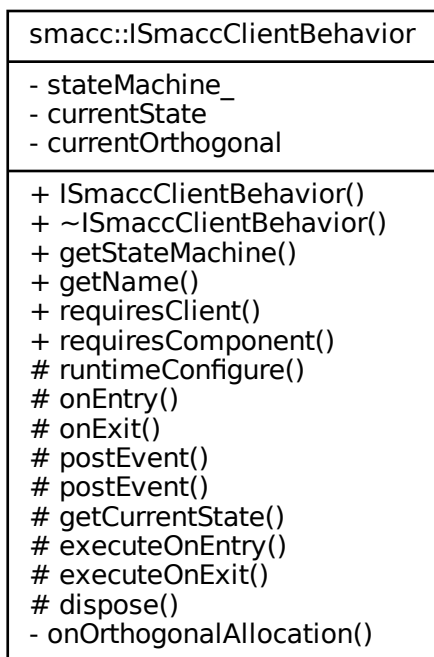 smacc::ISmaccClientBehavior
- stateMachine_
- currentState
- currentOrthogonal
+ ISmaccClientBehavior()
+ ~ISmaccClientBehavior()
+ getStateMachine()
+ getName()
+ requiresClient()
+ requiresComponent()
# runtimeConfigure()
# onEntry()
# onExit()
# postEvent()
# postEvent()
# getCurrentState()
# executeOnEntry()
# executeOnExit()
# dispose()
- onOrthogonalAllocation()